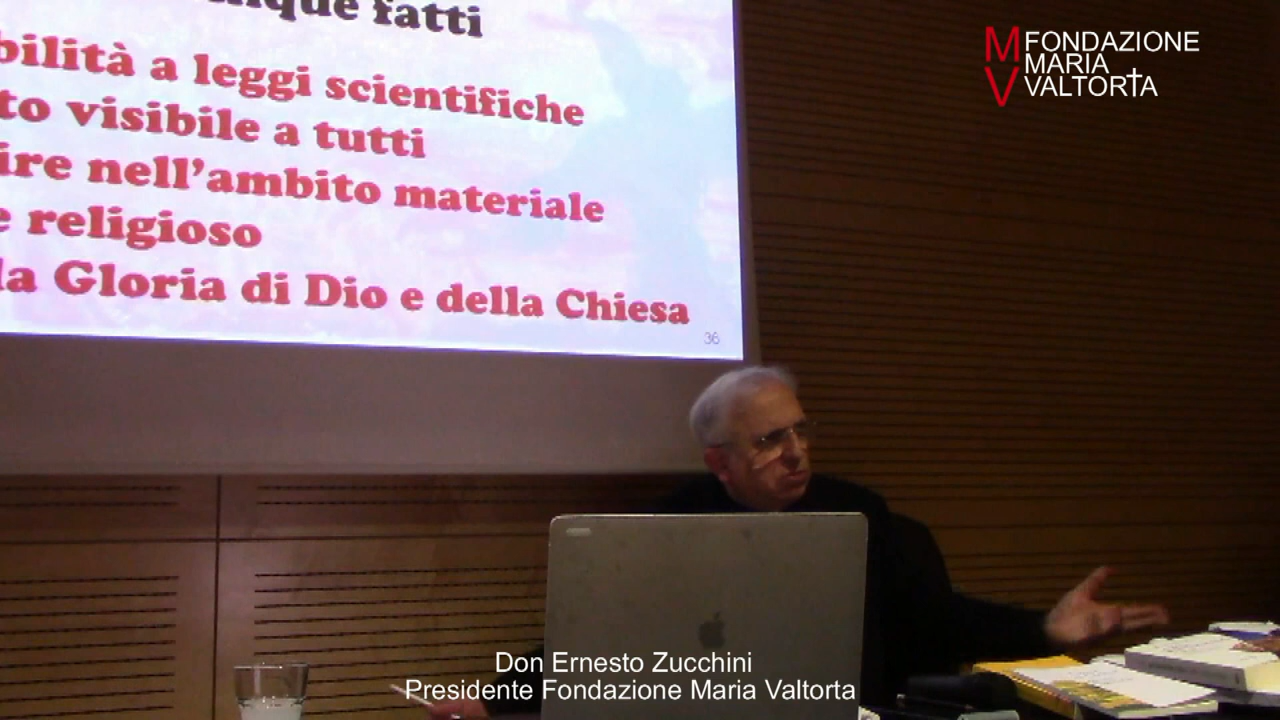 fatti
bilità a leggi scientifiche
to visibile a tutti
ire nell'ambito materiale
e religioso
la Gloria di Dio e della Chiesa
36
MV FONDAZIONE
MARIA
VALTORTA
Don Ernesto Zucchini
Presidente Fondazione Maria Valtorta